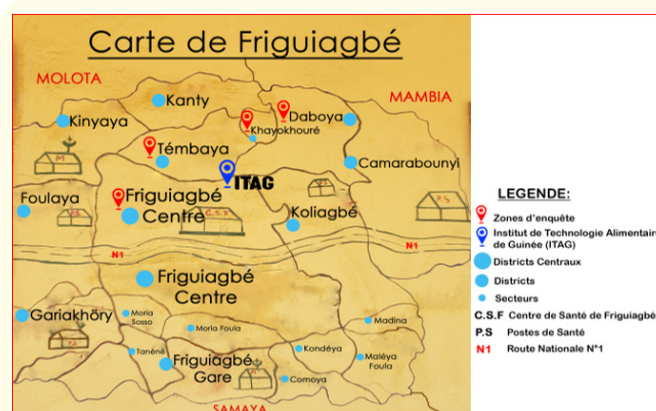 Carte de Friguiagbé
MOLOTA
MAMBIA
Kanty
Kinyaya
Daboya
Khayokhouré
Témbaya
Camarabounyi
ITAG
Foulaya
Friguiagbé
Centre
C.S.F
P.S
Koliagbé
N1
N1
Friguiagbé
Centre
Gariakhöry
Moria
Sosso
Moria Foula
Madina
Tanéné
Friguiagbé
Gare
Kondéya
Maléya
Foula
Comoya
SAMAYA
LEGENDE:
Zones d'enquête
Institut de Technologie Alimentaire
de Guinée (ITAG)
Districts Centraux
Districts
Secteurs
C.S.F Centre de Santé de Friguiagbé
P.S Postes de Santé
N1 Route Nationale N°1